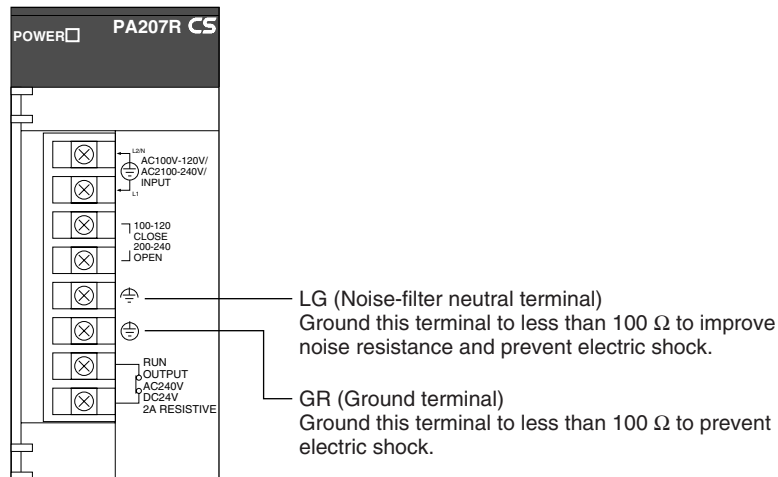 POWER
PA207R CS
L2/N
AC100V-120V/
AC2100-240V/
INPUT
L1
100-120
CLOSE
200-240
OPEN
LG (Noise-filter neutral terminal)
Ground this terminal to less than 100 Ω to improve
noise resistance and prevent electric shock.
RUN
OUTPUT
AC240V
DC24V
2A RESISTIVE
GR (Ground terminal)
Ground this terminal to less than 100 Ω to prevent
electric shock.